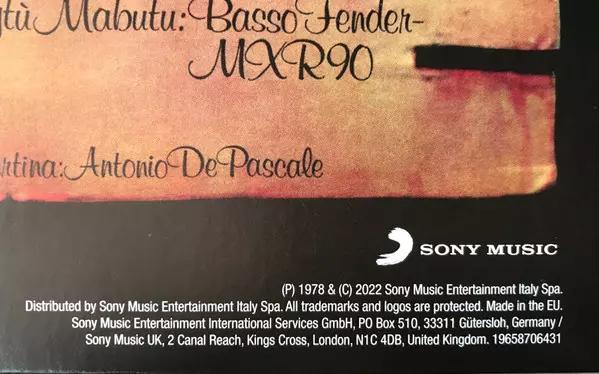 Mabutu: Basso Fender-
MXR90
Antonio De Pascale
SONY MUSIC
(P) 1978 & (C) 2022 Sony Music Entertainment Italy Spa.
Distributed by Sony Music Entertainment Italy Spa. All trademarks and logos are protected. Made in the EU.
Sony Music Entertainment International Services GmbH, PO Box 510, 33311 Gütersloh, Germany /
Sony Music UK, 2 Canal Reach, Kings Cross, London, N1C 4DB, United Kingdom. 19658706431